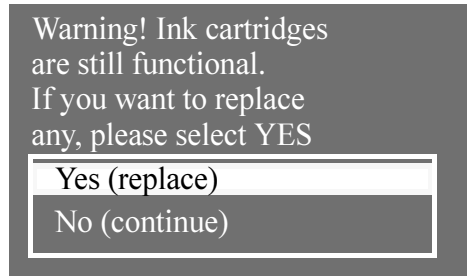 Warning! Ink cartridges
are still functional.
If you want to replace
any, please select YES
Yes (replace)
No (continue)